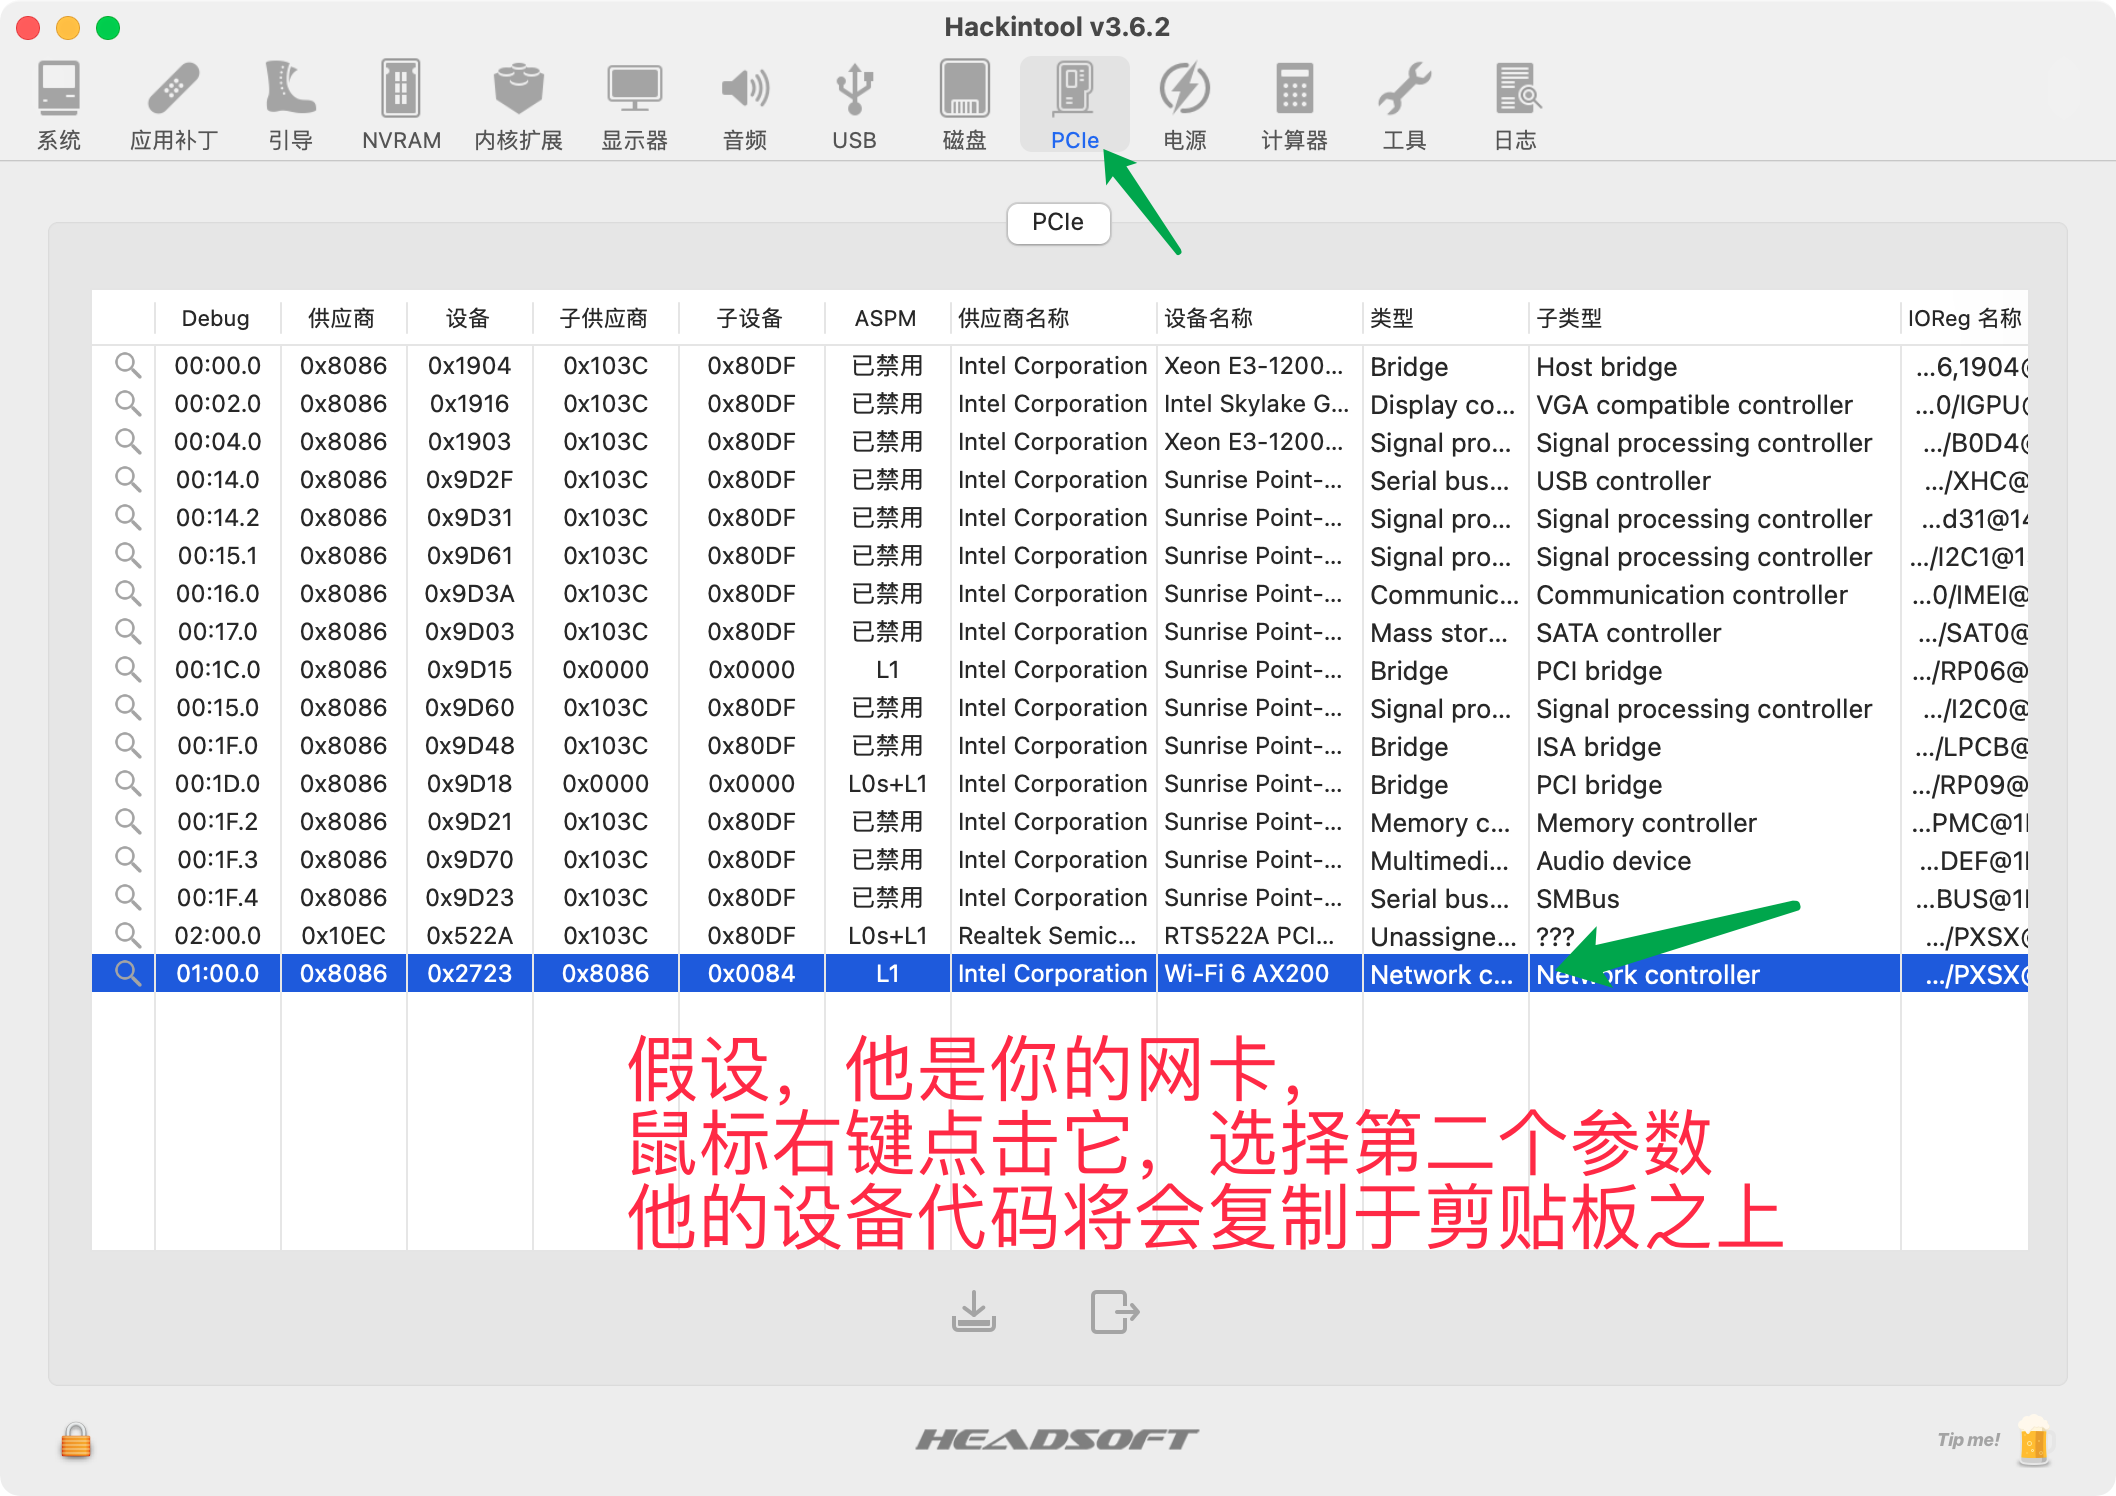 Hackintool v3.6.2
系统 应用补丁 引导 NVRAM 内核扩展 显示器 音频 USB 磁盘 PCIe 电源 计算器 工具 日志
PCIe
Debug 供应商 设备 子供应商 子设备 ASPM 供应商名称 设备名称 类型 子类型 IOReg 名称
00:00.0 0x8086 0x1904 0x103C 0x80DF 已禁用 Intel Corporation Xeon E3-1200... Bridge Host bridge ...6,1904@
00:02.0 0x8086 0x1916 0x103C 0x80DF 已禁用 Intel Corporation Intel Skylake G... Display co... VGA compatible controller ...0/IGPU@
00:04.0 0x8086 0x1903 0x103C 0x80DF 已禁用 Intel Corporation Xeon E3-1200... Signal pro... Signal processing controller .../B0D4@
00:14.0 0x8086 0x9D2F 0x103C 0x80DF 已禁用 Intel Corporation Sunrise Point-... Serial bus... USB controller .../XHC@
00:14.2 0x8086 0x9D31 0x103C 0x80DF 已禁用 Intel Corporation Sunrise Point-... Signal pro... Signal processing controller ...d31@14
00:15.1 0x8086 0x9D61 0x103C 0x80DF 已禁用 Intel Corporation Sunrise Point-... Signal pro... Signal processing controller .../I2C1@1
00:16.0 0x8086 0x9D3A 0x103C 0x80DF 已禁用 Intel Corporation Sunrise Point-... Communic... Communication controller ...0/IMEI@
00:17.0 0x8086 0x9D03 0x103C 0x80DF 已禁用 Intel Corporation Sunrise Point-... Mass stor... SATA controller .../SAT0@
00:1C.0 0x8086 0x9D15 0x0000 0x0000 L1 Intel Corporation Sunrise Point-... Bridge PCI bridge .../RP06@
00:15.0 0x8086 0x9D60 0x103C 0x80DF 已禁用 Intel Corporation Sunrise Point-... Signal pro... Signal processing controller .../I2C0@
00:1F.0 0x8086 0x9D48 0x103C 0x80DF 已禁用 Intel Corporation Sunrise Point-... Bridge ISA bridge .../LPCB@
00:1D.0 0x8086 0x9D18 0x0000 0x0000 L0s+L1 Intel Corporation Sunrise Point-... Bridge PCI bridge .../RP09@
00:1F.2 0x8086 0x9D21 0x103C 0x80DF 已禁用 Intel Corporation Sunrise Point-... Memory c... Memory controller ...PMC@1
00:1F.3 0x8086 0x9D70 0x103C 0x80DF 已禁用 Intel Corporation Sunrise Point-... Multimedi... Audio device ...DEF@1
00:1F.4 0x8086 0x9D23 0x103C 0x80DF 已禁用 Intel Corporation Sunrise Point-... Serial bus... SMBus ...BUS@1
02:00.0 0x10EC 0x522A 0x103C 0x80DF L0s+L1 Realtek Semic... RTS522A PCI... Unassigne... ??? .../PXSX@
01:00.0 0x8086 0x2723 0x8086 0x0084 L1 Intel Corporation Wi-Fi 6 AX200 Network c... Network controller .../PXSX@
假设，他是你的网卡，
鼠标右键点击它，选择第二个参数
他的设备代码将会复制于剪贴板之上
HEADSOFT
Tip me!